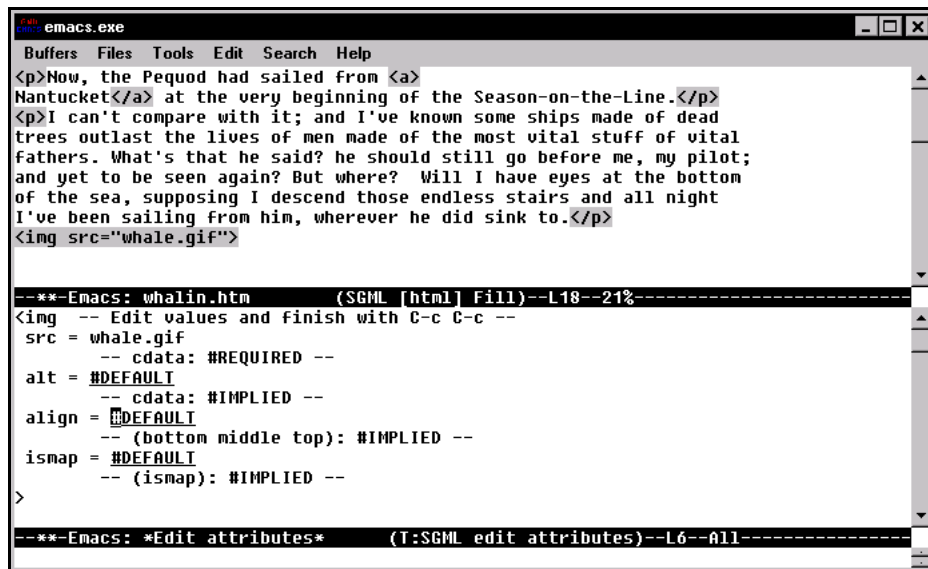 emacs.exe
Buffers Files Tools Edit Search Help
<p>Now, the Pequod had sailed from <a>
Nantucket</a> at the very beginning of the Season-on-the-Line.</p>
<p>I can't compare with it; and I've known some ships made of dead
trees outlast the lives of men made of the most vital stuff of vital
fathers. What's that he said? he should still go before me, my pilot;
and yet to be seen again? But where?  Will I have eyes at the bottom
of the sea, supposing I descend those endless stairs and all night
I've been sailing from him, wherever he did sink to.</p>
<img src="whale.gif">
--**-Emacs: whalin.htm          (SGML [html] Fill)--L18--21%--------------------------
<img  -- Edit values and finish with C-c C-c --
 src = whale.gif
         -- cdata: #REQUIRED --
 alt = #DEFAULT
         -- cdata: #IMPLIED --
 align = #DEFAULT
         -- (bottom middle top): #IMPLIED --
 ismap = #DEFAULT
         -- (ismap): #IMPLIED --
>
--**-Emacs: *Edit attributes*      (T:SGML edit attributes)--L6--All----------------